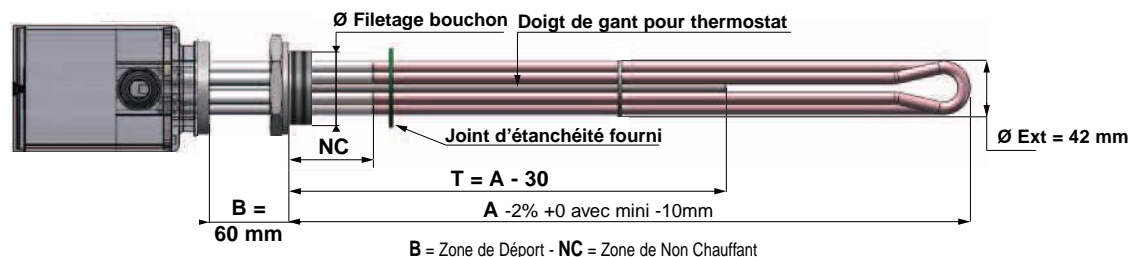 Ø Filetage bouchon
Doigt de gant pour thermostat
Joint d'étanchéité fourni
NC
Ø Ext = 42 mm
T = A - 30
B =
60 mm
A -2% +0 avec mini -10mm
B = Zone de Déport - NC = Zone de Non Chauffant